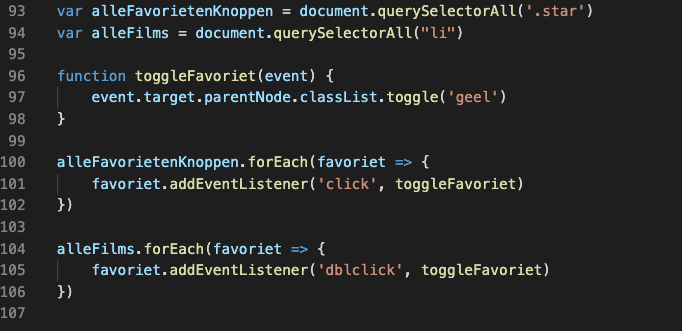 93 var alleFavorietenKnoppen = document.querySelectorAll('.star')
94 var alleFilms = document.querySelectorAll("li")
95
96 function toggleFavoriet(event) {
97     event.target.parentNode.classList.toggle('geel')
98 }
99
100 alleFavorietenKnoppen.forEach(favoriet => {
101     favoriet.addEventListener('click', toggleFavoriet)
102 })
103
104 alleFilms.forEach(favoriet => {
105     favoriet.addEventListener('dblclick', toggleFavoriet)
106 })
107